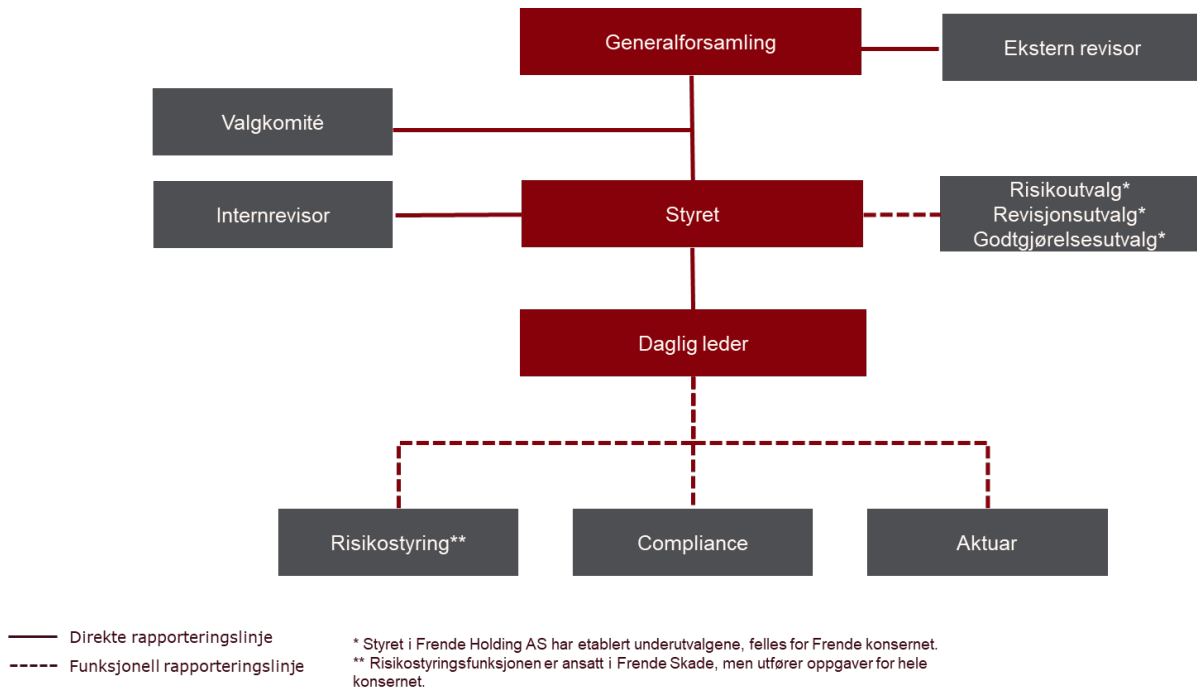 Generalforsamling
Ekstern revisor
Valgkomité
Internrevisor
Styret
Risikoutvalg*
Revisjonsutvalg*
Godtgjørelsesutvalg*
Daglig leder
Risikostyring**
Compliance
Aktuar
Direkte rapporteringslinje
Funksjonell rapporteringslinje
* Styret i Frende Holding AS har etablert underutvalgene, felles for Frende konsernet.
** Risikostyringsfunksjonen er ansatt i Frende Skade, men utfører oppgaver for hele
konsernet.